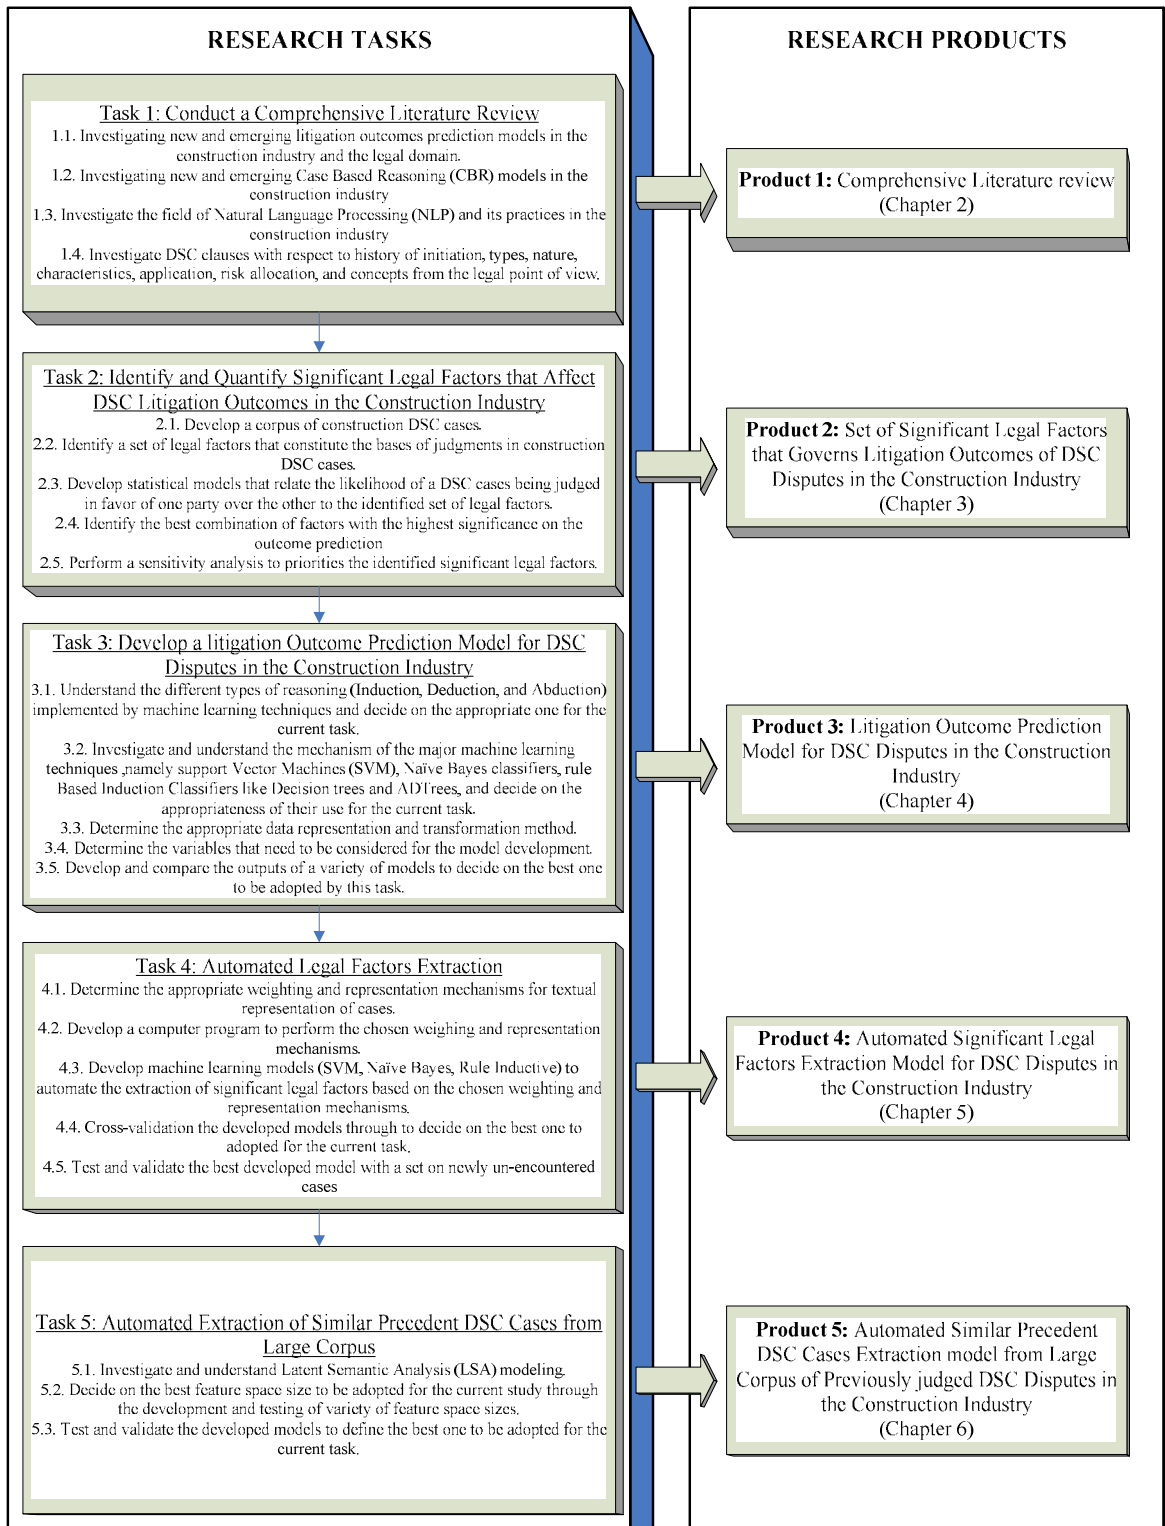 RESEARCH TASKS
Task 1: Conduct a Comprehensive Literature Review
1.1. Investigating new and emerging litigation outcomes prediction models in the
construction industry and the legal domain.
1.2. Investigating new and emerging Case Based Reasoning (CBR) models in the
construction industry
1.3. Investigate the field of Natural Language Processing (NLP) and its practices in the
construction industry
1.4. Investigate DSC clauses with respect to history of initiation, types, nature,
characteristics, application, risk allocation, and concepts from the legal point of view.
Task 2: Identify and Quantify Significant Legal Factors that Affect
DSC Litigation Outcomes in the Construction Industry
2.1. Develop a corpus of construction DSC cases.
2.2. Identify a set of legal factors that constitute the bases of judgments in construction
DSC cases.
2.3. Develop statistical models that relate the likelihood of a DSC cases being judged
in favor of one party over the other to the identified set of legal factors.
2.4. Identify the best combination of factors with the highest significance on the
outcome prediction
2.5. Perform a sensitivity analysis to priorities the identified significant legal factors.
Task 3: Develop a litigation Outcome Prediction Model for DSC
Disputes in the Construction Industry
3.1. Understand the different types of reasoning (Induction, Deduction, and Abduction)
implemented by machine learning techniques and decide on the appropriate one for the
current task.
3.2. Investigate and understand the mechanism of the major machine learning
techniques ,namely support Vector Machines (SVM), Naïve Bayes classifiers, rule
Based Induction Classifiers like Decision trees and ADTrees, and decide on the
appropriateness of their use for the current task.
3.3. Determine the appropriate data representation and transformation method.
3.4. Determine the variables that need to be considered for the model development.
3.5. Develop and compare the outputs of a variety of models to decide on the best one
to be adopted by this task.
Task 4: Automated Legal Factors Extraction
4.1. Determine the appropriate weighting and representation mechanisms for textual
representation of cases.
4.2. Develop a computer program to perform the chosen weighing and representation
mechanisms.
4.3. Develop machine learning models (SVM, Naïve Bayes, Rule Inductive) to
automate the extraction of significant legal factors based on the chosen weighting and
representation mechanisms.
4.4. Cross-validation the developed models through to decide on the best one to
adopted for the current task.
4.5. Test and validate the best developed model with a set on newly un-encountered
cases
Task 5: Automated Extraction of Similar Precedent DSC Cases from
Large Corpus
5.1. Investigate and understand Latent Semantic Analysis (LSA) modeling.
5.2. Decide on the best feature space size to be adopted for the current study through
the development and testing of variety of feature space sizes.
5.3. Test and validate the developed models to define the best one to be adopted for the
current task.
RESEARCH PRODUCTS
Product 1: Comprehensive Literature review
(Chapter 2)
Product 2: Set of Significant Legal Factors
that Governs Litigation Outcomes of DSC
Disputes in the Construction Industry
(Chapter 3)
Product 3: Litigation Outcome Prediction
Model for DSC Disputes in the Construction
Industry
(Chapter 4)
Product 4: Automated Significant Legal
Factors Extraction Model for DSC Disputes in
the Construction Industry
(Chapter 5)
Product 5: Automated Similar Precedent
DSC Cases Extraction model from Large
Corpus of Previously judged DSC Disputes in
the Construction Industry
(Chapter 6)